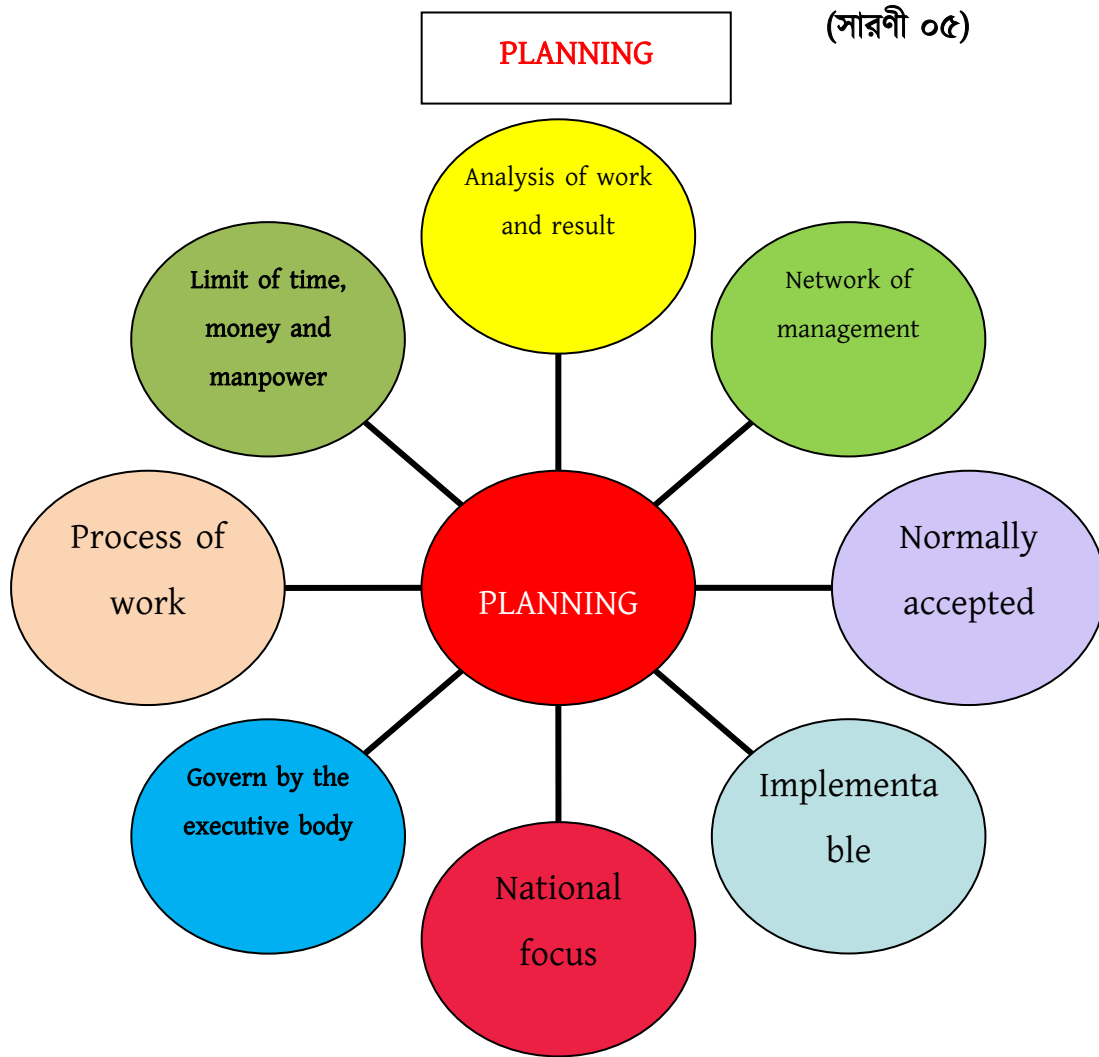 (সারণী ০৫)
PLANNING
Analysis of work
and result
Network of
management
Normally
accepted
Implementa
ble
National
focus
Govern by the
executive body
Process of
work
Limit of time,
money and
manpower
PLANNING